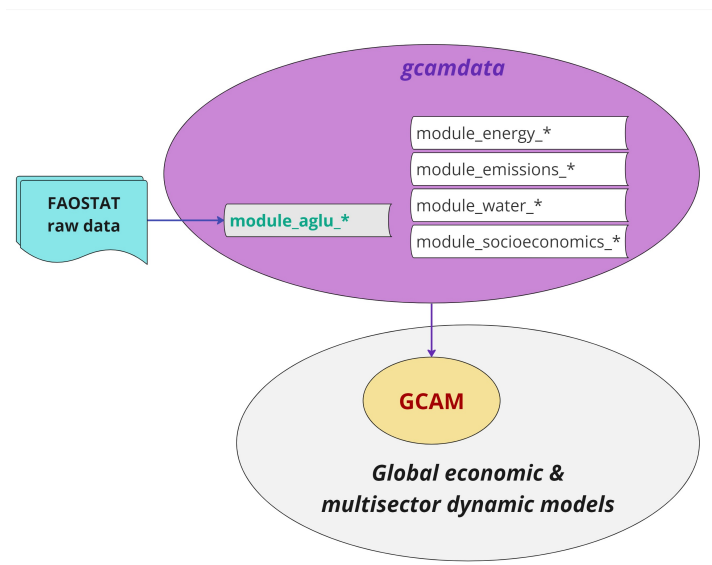 gcamdata
module_energy_*
module_emissions_*
module_water_*
module_socioeconomics_*
FAOSTAT
raw data
module_aglu_*
GCAM
Global economic &
multisector dynamic models